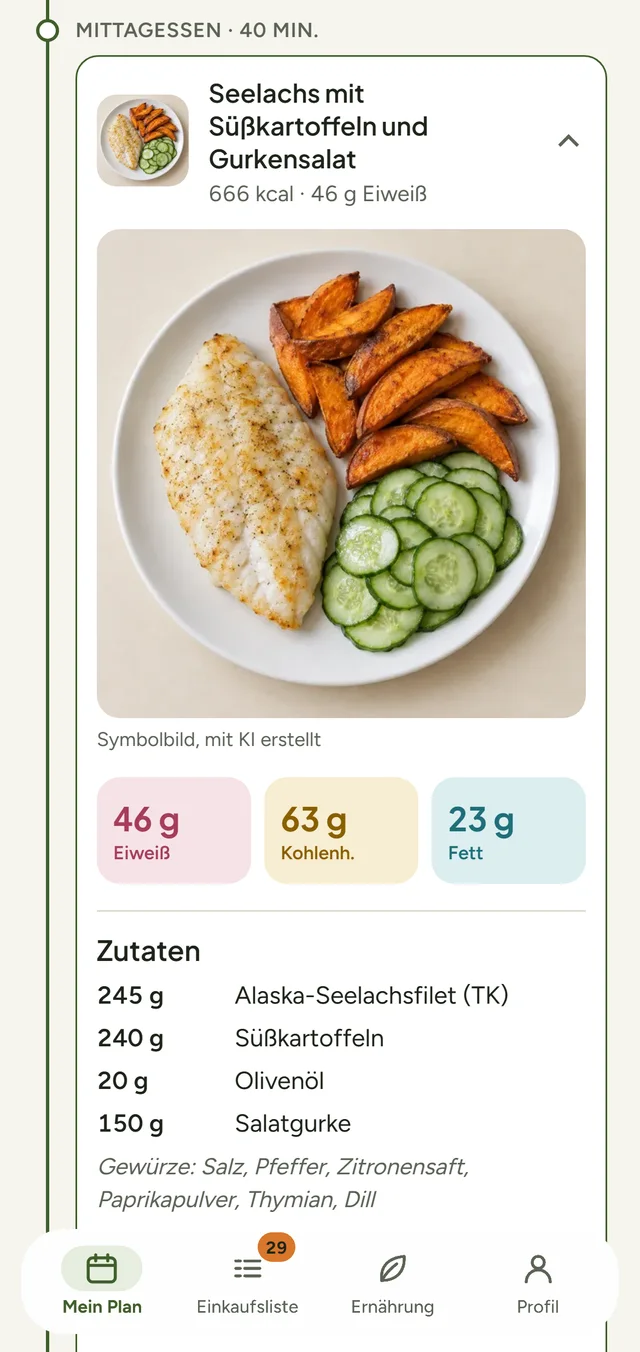 MITTAGESSEN · 40 MIN.
Seelachs mit
Süßkartoffeln und
Gurkensalat
666 kcal · 46 g Eiweiß
Symbolbild, mit KI erstellt
46 g
Eiweiß
63 g
Kohlenh.
23 g
Fett
Zutaten
245 g Alaska-Seelachsfilet (TK)
240 g Süßkartoffeln
20 g Olivenöl
150 g Salatgurke
Gewürze: Salz, Pfeffer, Zitronensaft,
Paprikapulver, Thymian, Dill
29
Mein Plan Einkaufsliste Ernährung Profil